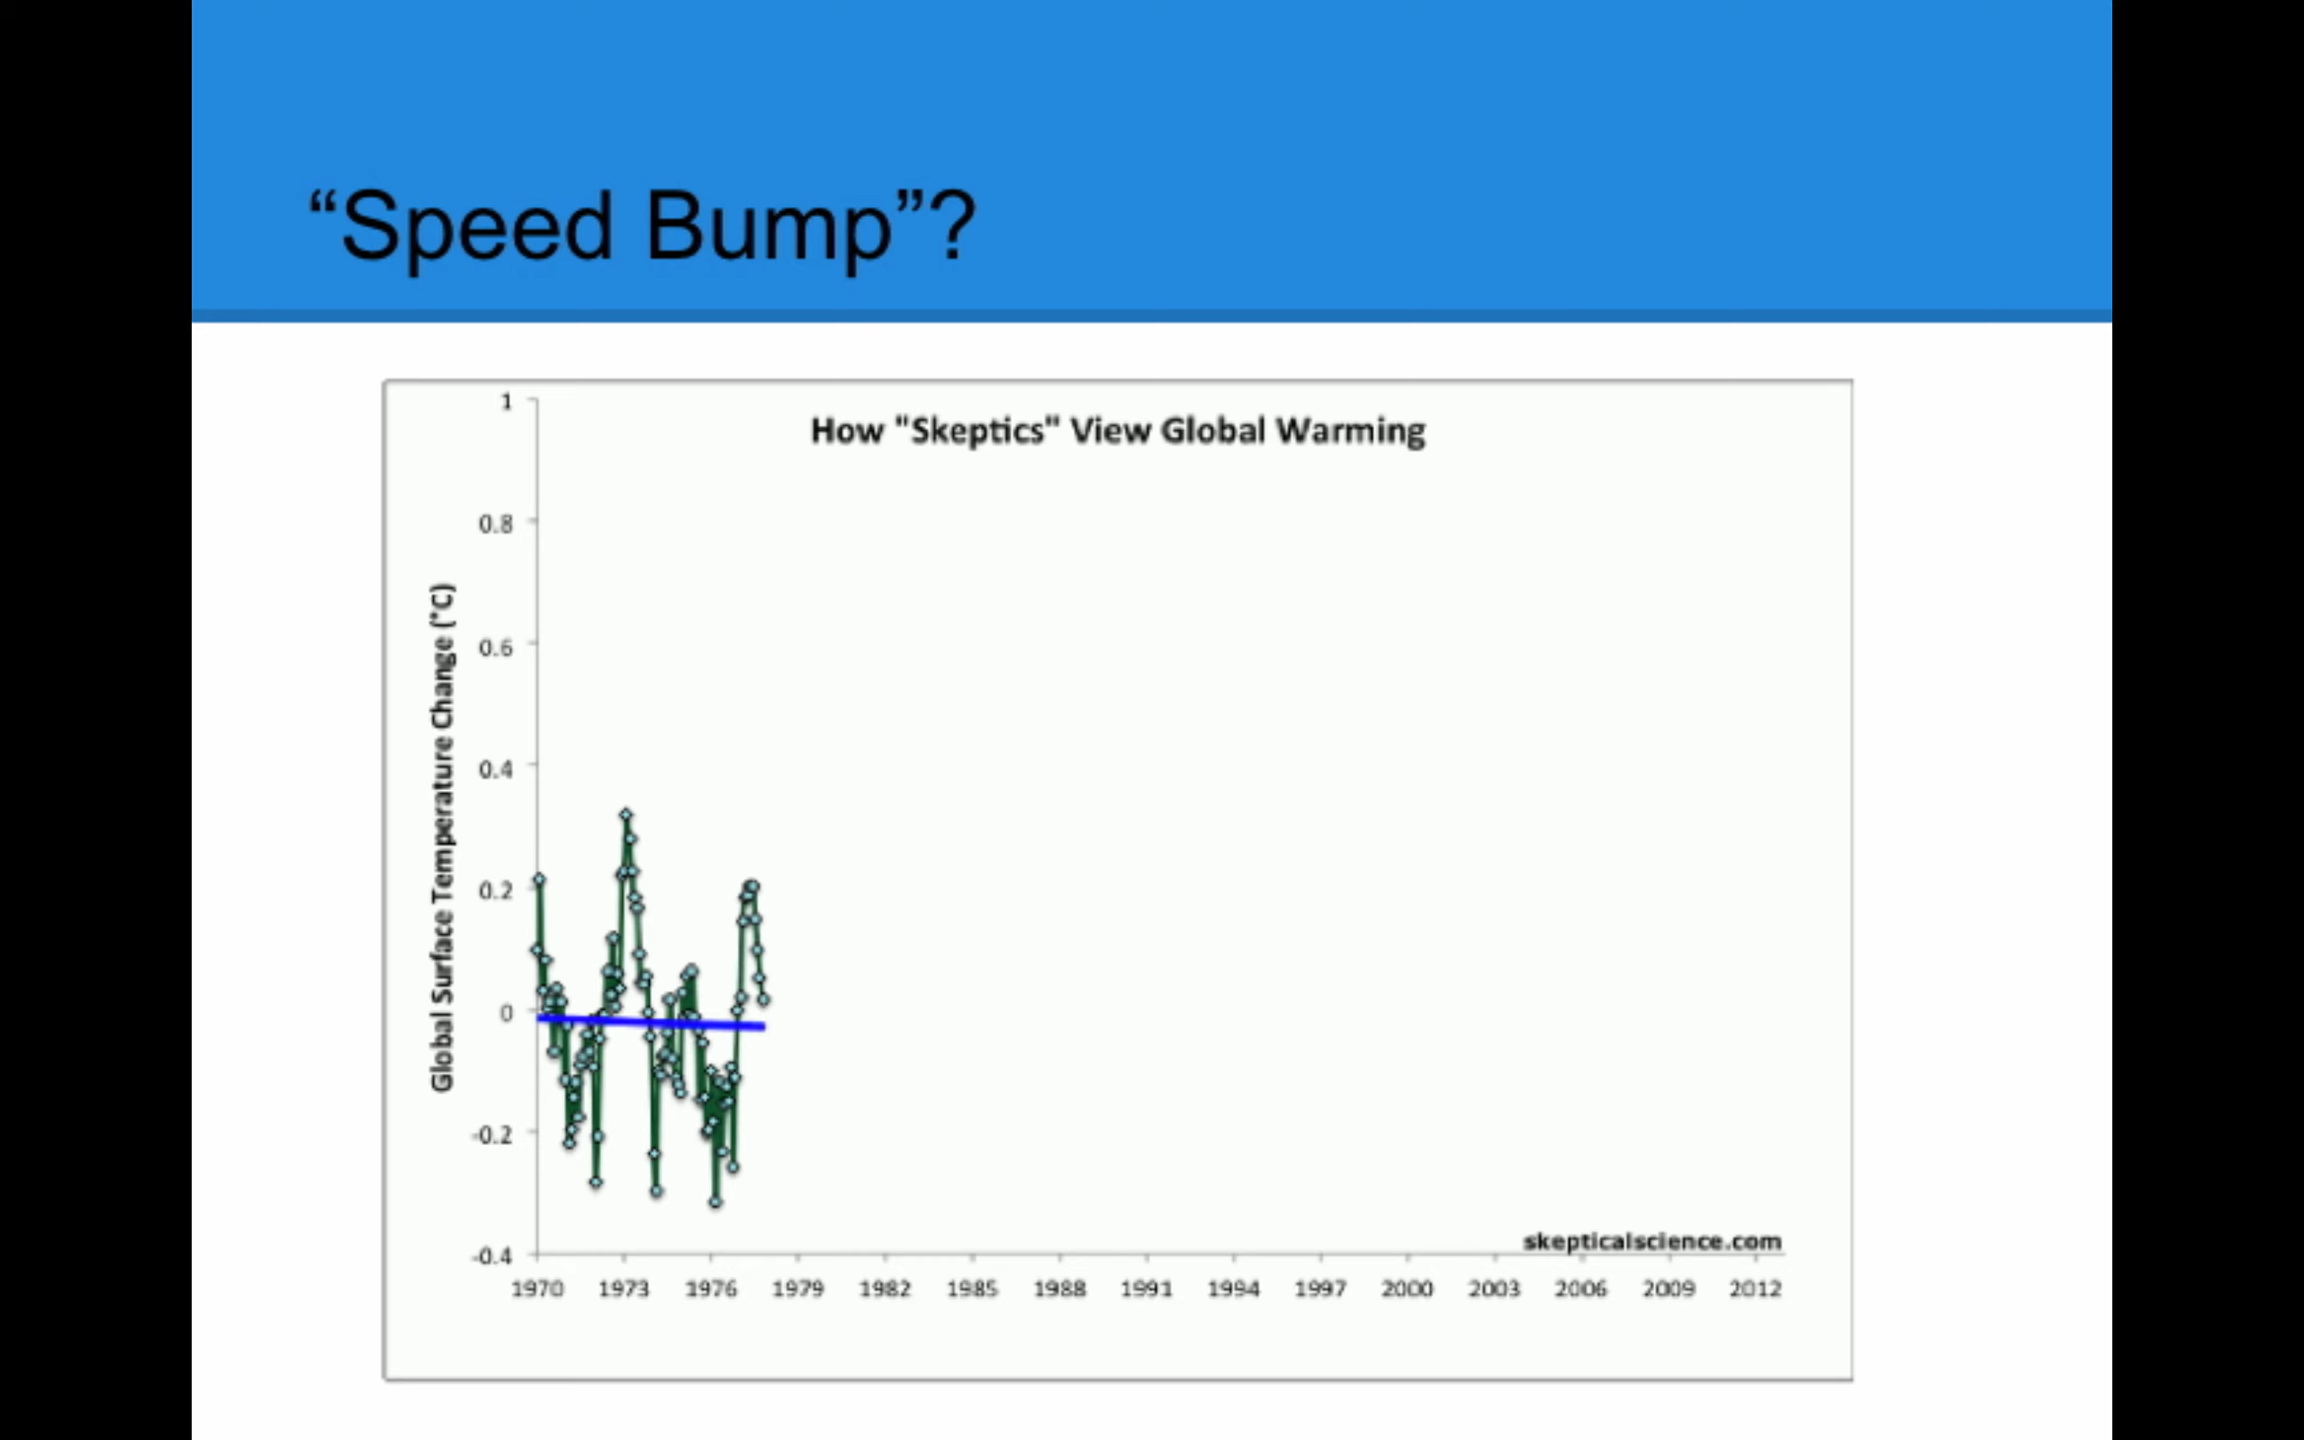 “Speed Bump”?
How "Skeptics" View Global Warming
Global Surface Temperature Change (°C)
1
0.8
0.6
0.4
0.2
0
-0.2
-0.4
skepticalscience.com
1970 1973 1976 1979 1982 1985 1988 1991 1994 1997 2000 2003 2006 2009 2012